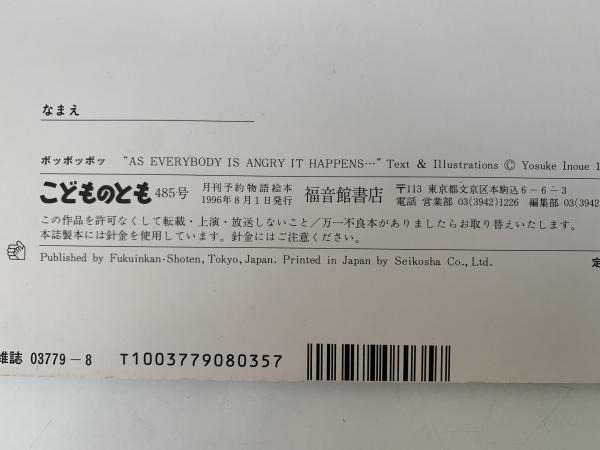 なまえ
ポッポッポッ “AS EVERYBODY IS ANGRY IT HAPPENS…” Text & Illustrations © Yosuke Inoue 1
こどものとも 485号 月刊予約物語絵本 福音館書店 〒113 東京都文京区本駒込6－6－3
1996年8月1日発行 電話 営業部 03(3942)1226 編集部 03(3942)
この作品を許可なくして転載・上演・放送しないこと／万一不良本がありましたらお取り替えいたします。
本誌製本には針金を使用しています。針金にはご注意ください。
Published by Fukuinkan-Shoten, Tokyo, Japan. Printed in Japan by Seikosha Co., Ltd. 定
雑誌 03779－8 T1003779080357